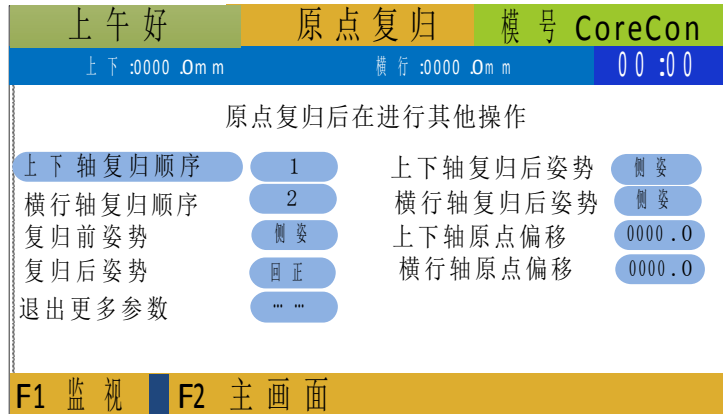 上午好 原点复归 模号 CoreCon
上下:0000.0mm 横行:0000.0mm 00:00
原点复归后在进行其他操作
上下轴复归顺序 1 上下轴复归后姿势 侧姿
横行轴复归顺序 2 横行轴复归后姿势 侧姿
复归前姿势 侧姿 上下轴原点偏移 0000.0
复归后姿势 回正 横行轴原点偏移 0000.0
退出更多参数 ……
F1 监视 F2 主画面